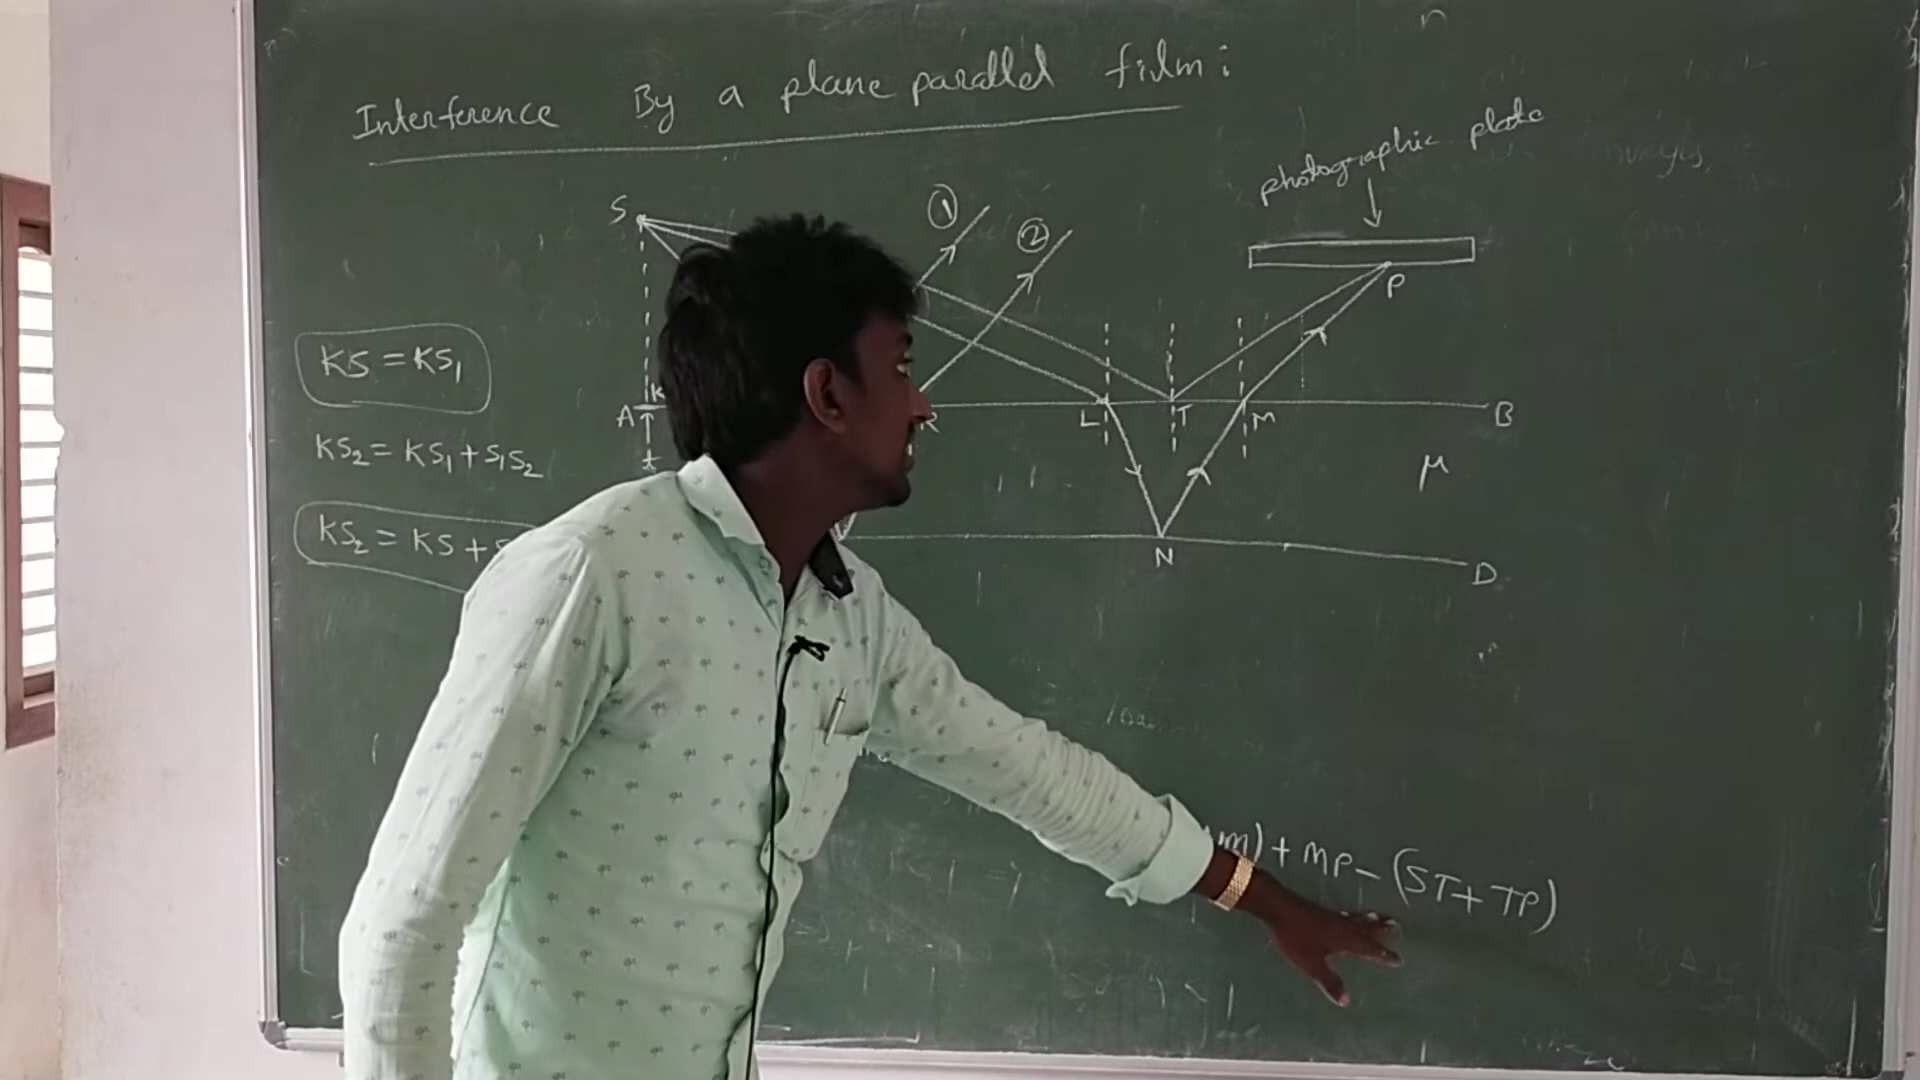 Interference By a plane parallel film:
photographic plate
S
①
②
P
KS = KS₁
A K R L T M B
t
μ
KS₂ = KS₁ + S₁S₂
KS₂ = KS +
N
D
M) + MP - (ST + TP)